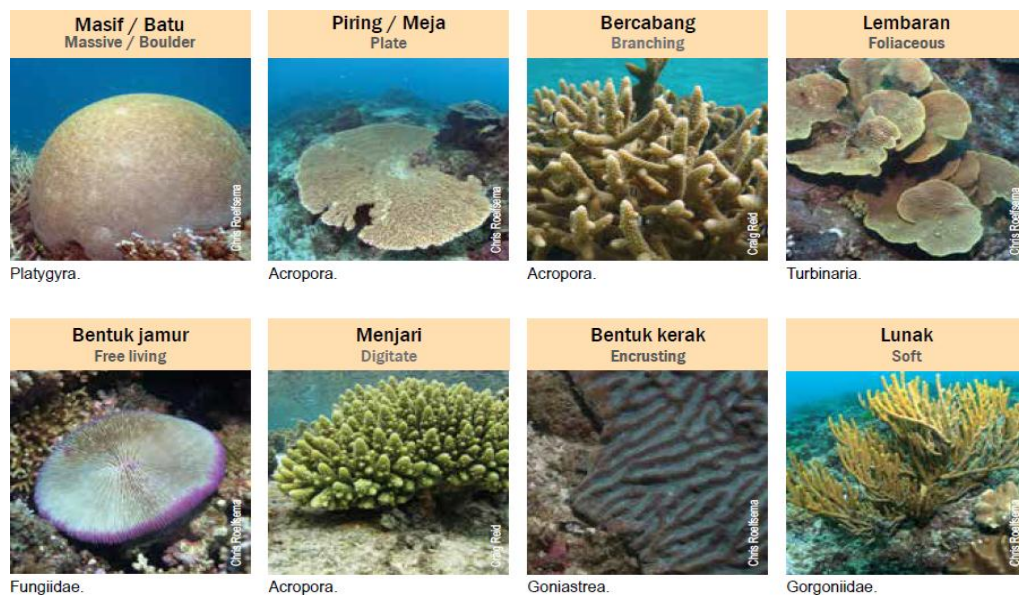 Masif / Batu
Massive / Boulder
Chris Roelfsema
Platygyra.
Piring / Meja
Plate
Chris Roelfsema
Acropora.
Bercabang
Branching
Craig Reid
Acropora.
Lembaran
Foliaceous
Chris Roelfsema
Turbinaria.
Bentuk jamur
Free living
Chris Roelfsema
Fungiidae.
Menjari
Digitate
Craig Reid
Acropora.
Bentuk kerak
Encrusting
Chris Roelfsema
Goniastrea.
Lunak
Soft
Chris Roelfsema
Gorgoniidae.